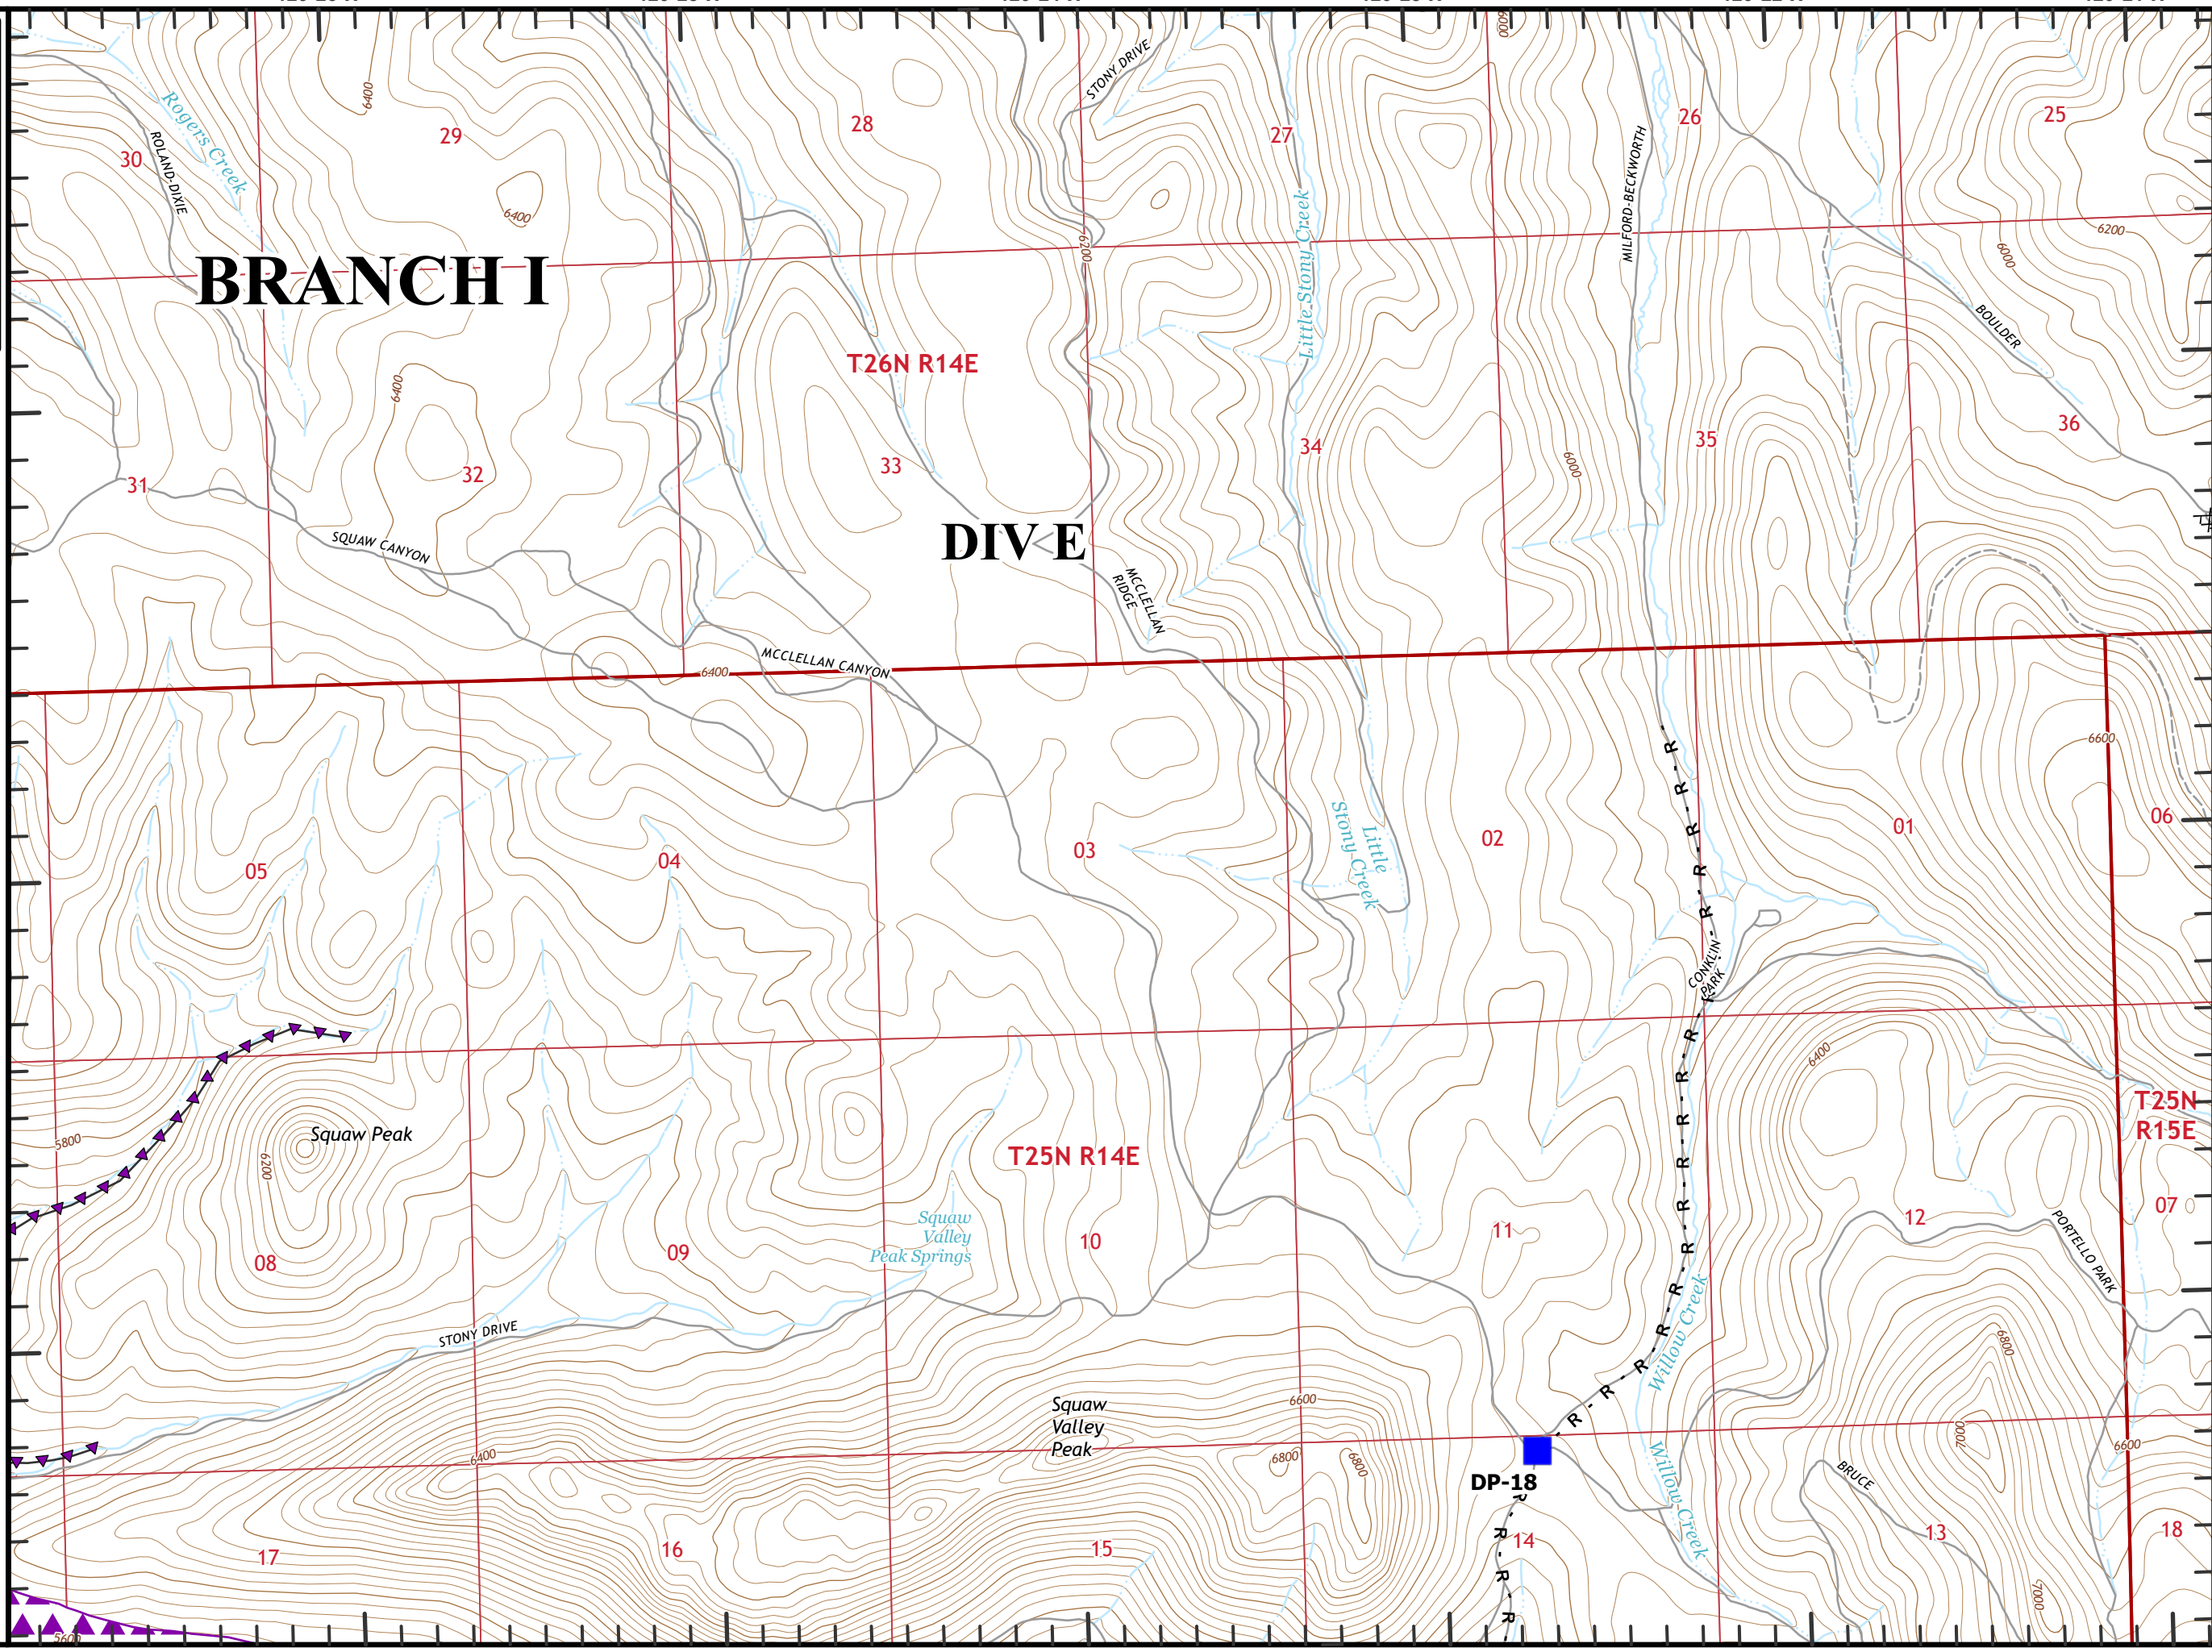 6000
STONY DRIVE
Rogers Creek
6400
29
28
27
26
25
30
ROLAND-DIXIE
MILFORD-BECKWORTH
6400
6200
6200
6000
BRANCH I
Little Stony Creek
BOULDER
T26N R14E
6400
36
35
34
33
32
31
6000
SQUAW CANYON
DIV E
MCCLELLAN
RIDGE
MCCLELLAN CANYON
6400
6600
06
01
02
03
04
05
Little
Stony Creek
R - R - R - R - R - R
CONKLIN
PARK
6400
T25N
R15E
5800
Squaw Peak
6200
T25N R14E
07
12
11
10
09
08
Squaw
Valley
Peak Springs
PORTELLO PARK
Willow Creek
STONY DRIVE
6800
6600
Squaw
Valley
Peak
6400
6800
6800
7000
6600
DP-18
Willow Creek
BRUCE
R - R - R
14
13
18
15
16
17
7000
5600